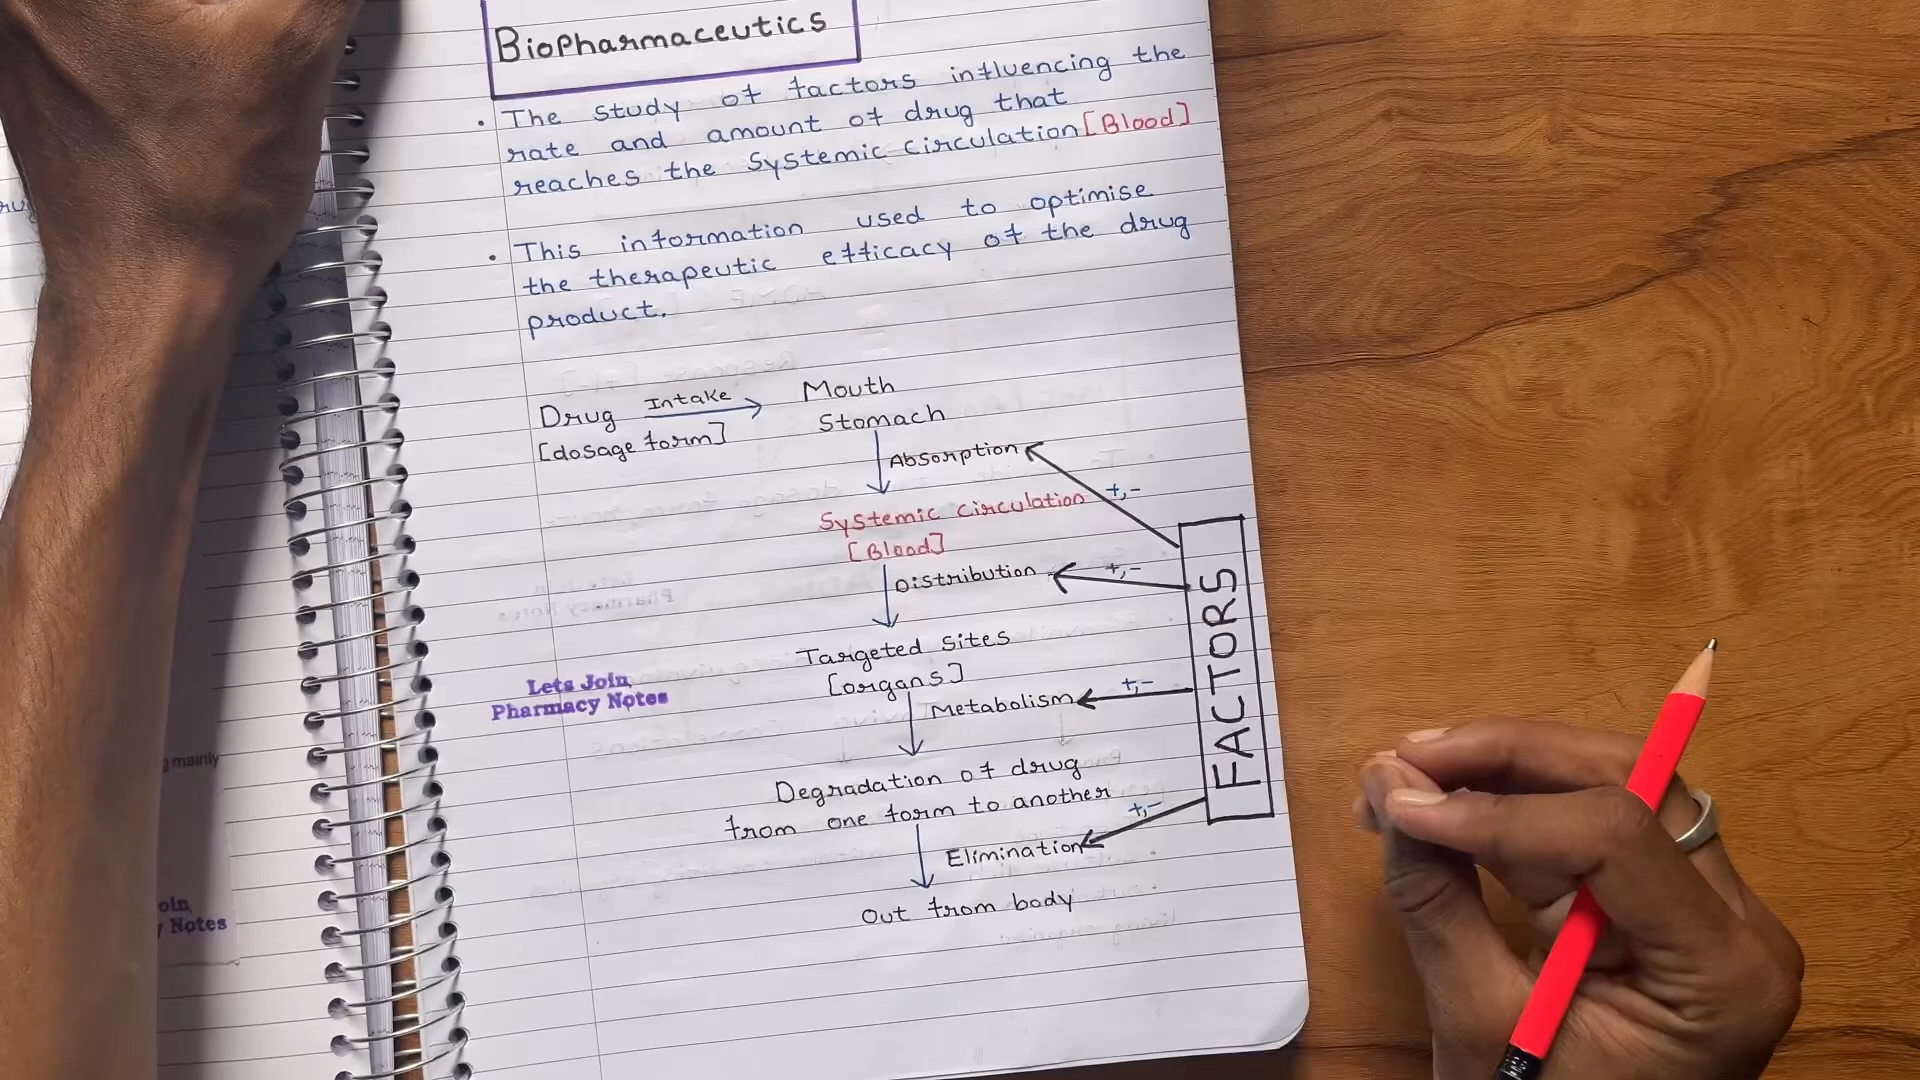 Biopharmaceutics
. The study of factors influencing the
rate and amount of drug that
reaches the Systemic circulation [Blood]
. This information used to optimise
the therapeutic efficacy of the drug
product.
Drug Intake Mouth
[dosage form] Stomach
Absorption
+,-
Systemic circulation
[Blood]
Distribution +,-
Targeted Sites
[organs]
Metabolism +,-
Degradation of drug
from one form to another
+,-
Elimination
Out from body
FACTORS
Lets Join
Pharmacy Notes
mainly
oin
Notes